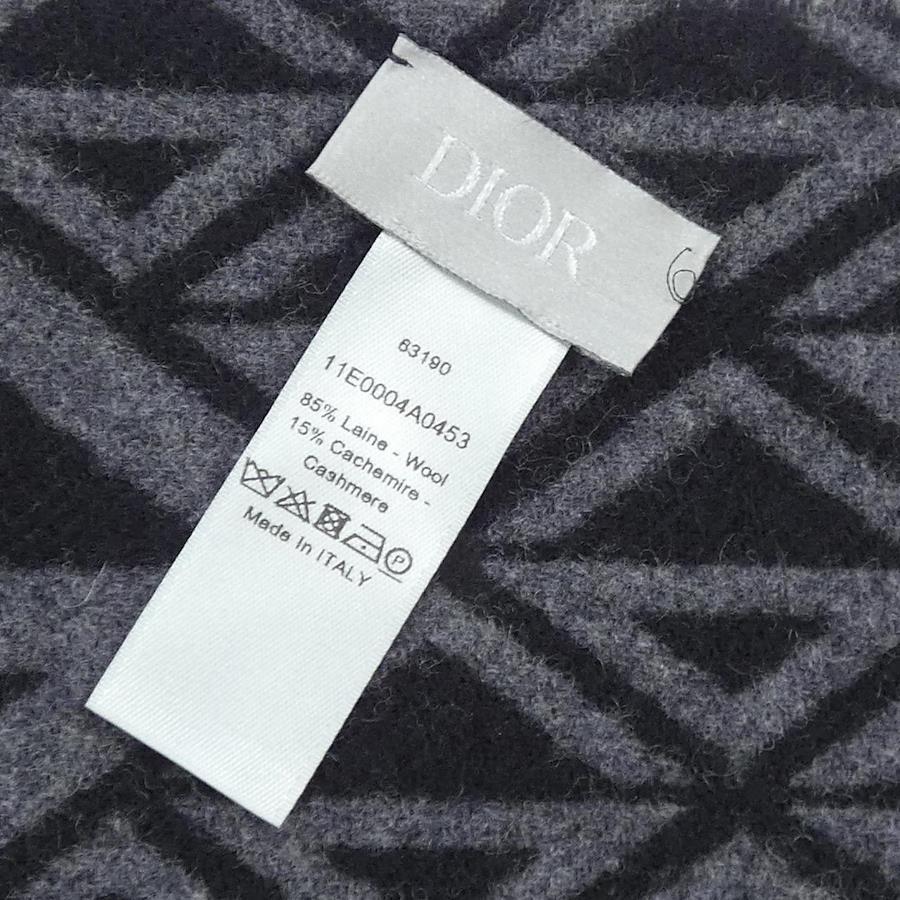 DIOR
63190
11E0004A0453
85% Laine - Wool
15% Cachemire -
Cashmere
P
Made In ITALY